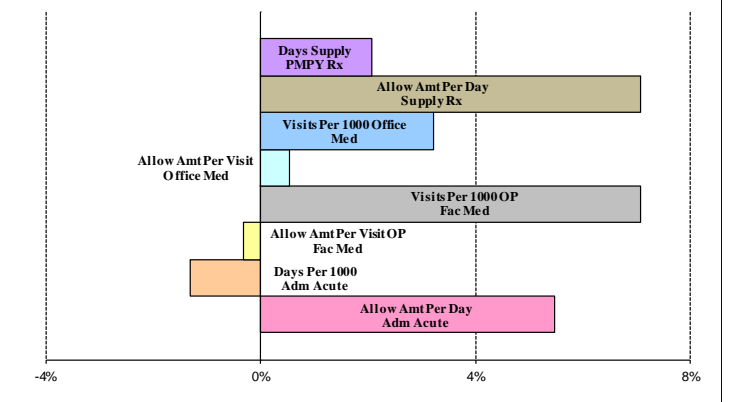 Days Supply
PMPY Rx
Allow Amt Per Day
Supply Rx
Visits Per 1000 Office
Med
Allow Amt Per Visit
Office Med
Visits Per 1000 OP
Fac Med
Allow Amt Per Visit OP
Fac Med
Days Per 1000
Adm Acute
Allow Amt Per Day
Adm Acute
-4% 0% 4% 8%